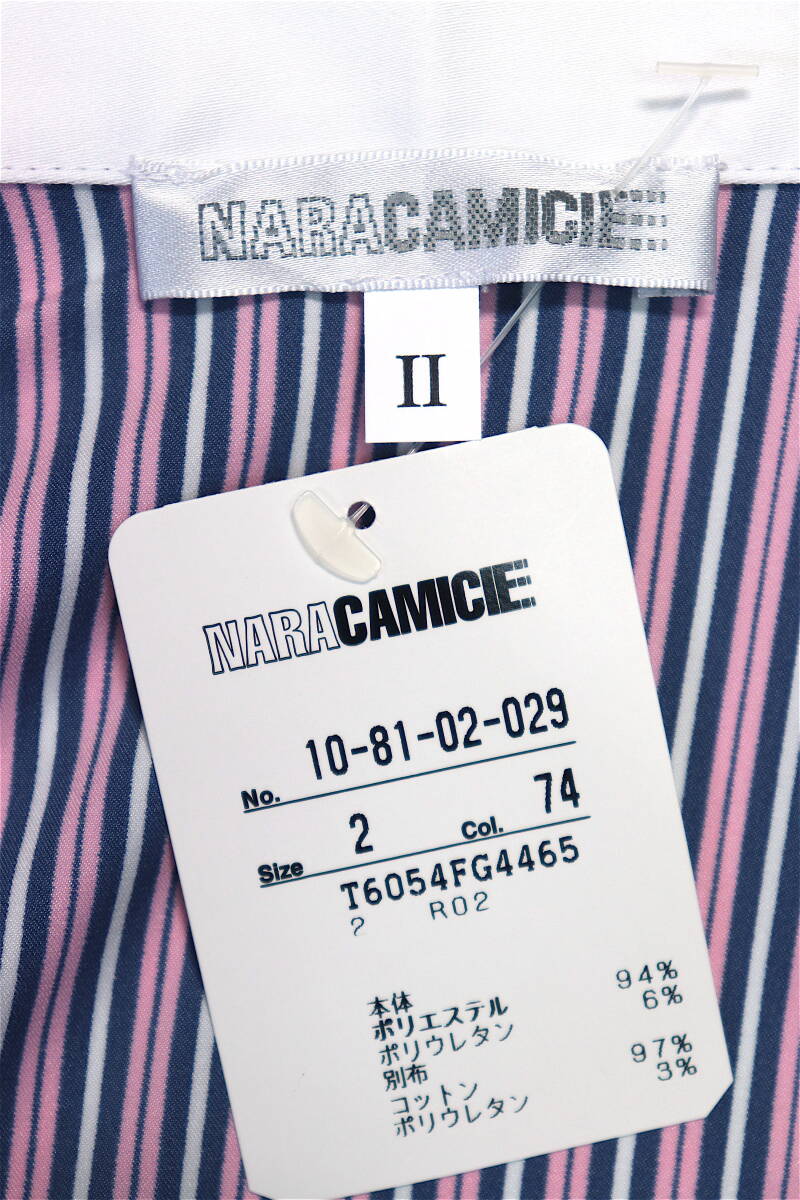 NARACAMICIE
II
NARACAMICIE
No. 10-81-02-029
Size 2 Col. 74
T6054FG4465
2 R02
本体
ポリエステル 94%
ポリウレタン 6%
別布
コットン 97%
ポリウレタン 3%